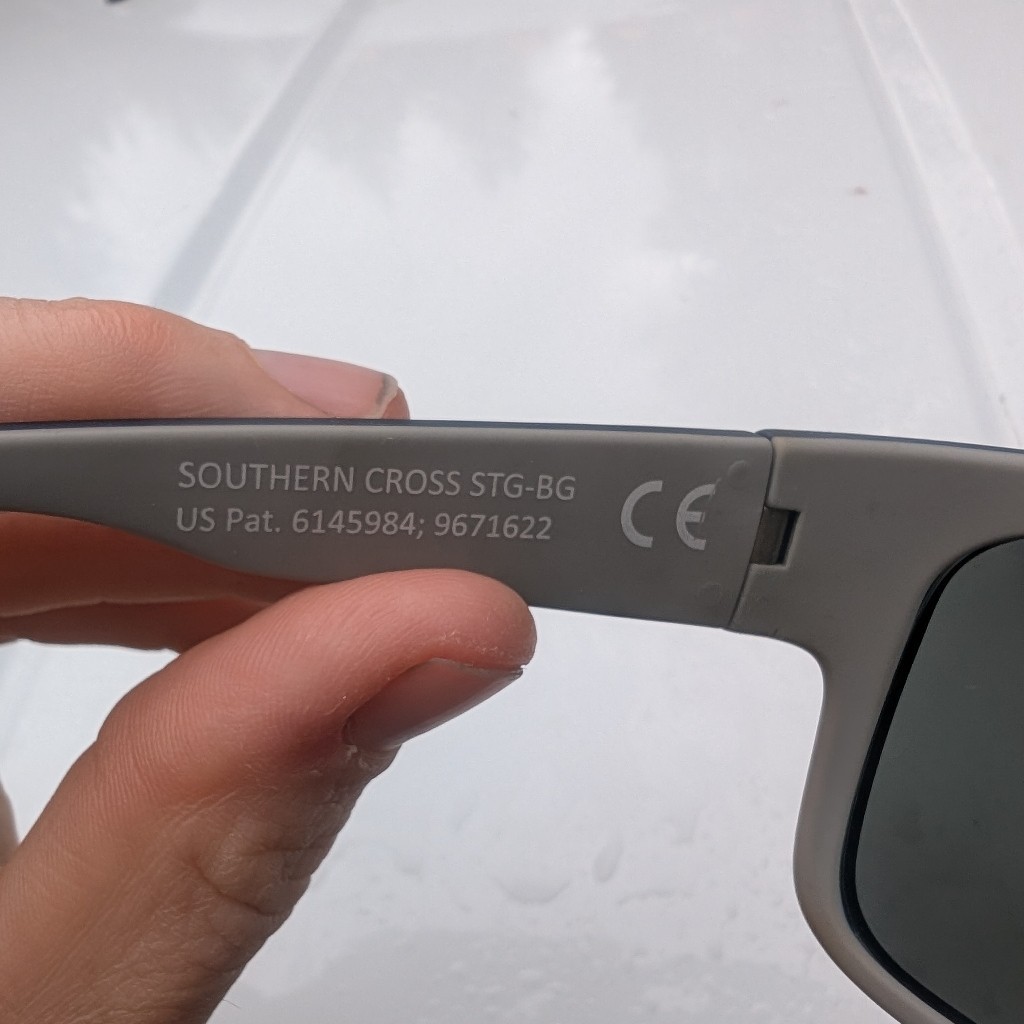 SOUTHERN CROSS STG-BG
US Pat. 6145984; 9671622
CE